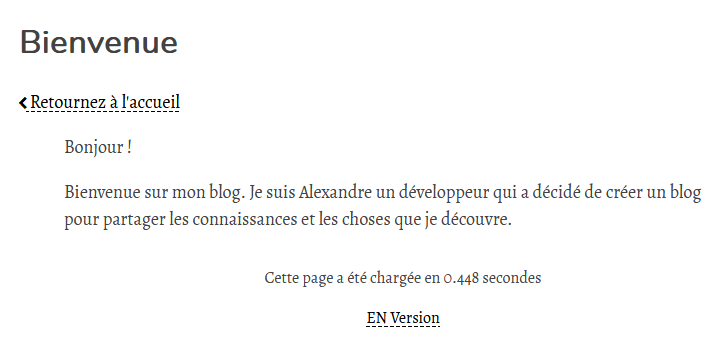 Bienvenue
Retournez à l'accueil
Bonjour !
Bienvenue sur mon blog. Je suis Alexandre un développeur qui a décidé de créer un blog
pour partager les connaissances et les choses que je découvre.
Cette page a été chargée en 0.448 secondes
EN Version